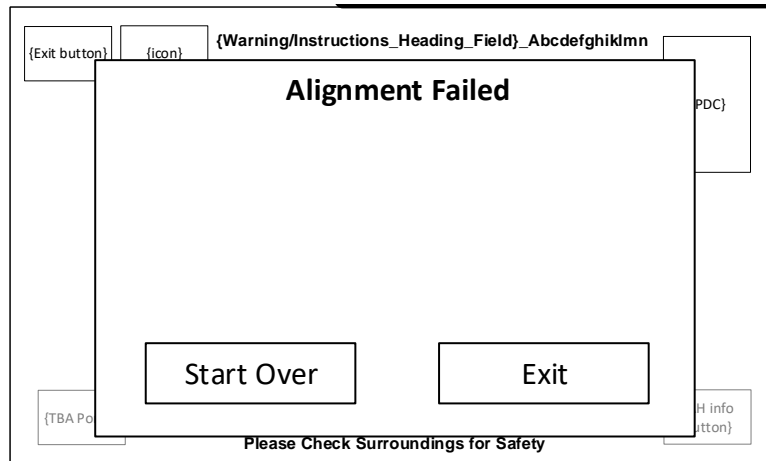 {Warning/Instructions_Heading_Field}_Abcdefghiklmn
{Exit button}
{icon}
PDC}
Alignment Failed
Start Over
Exit
{TBA Po
H info
utton}
Please Check Surroundings for Safety